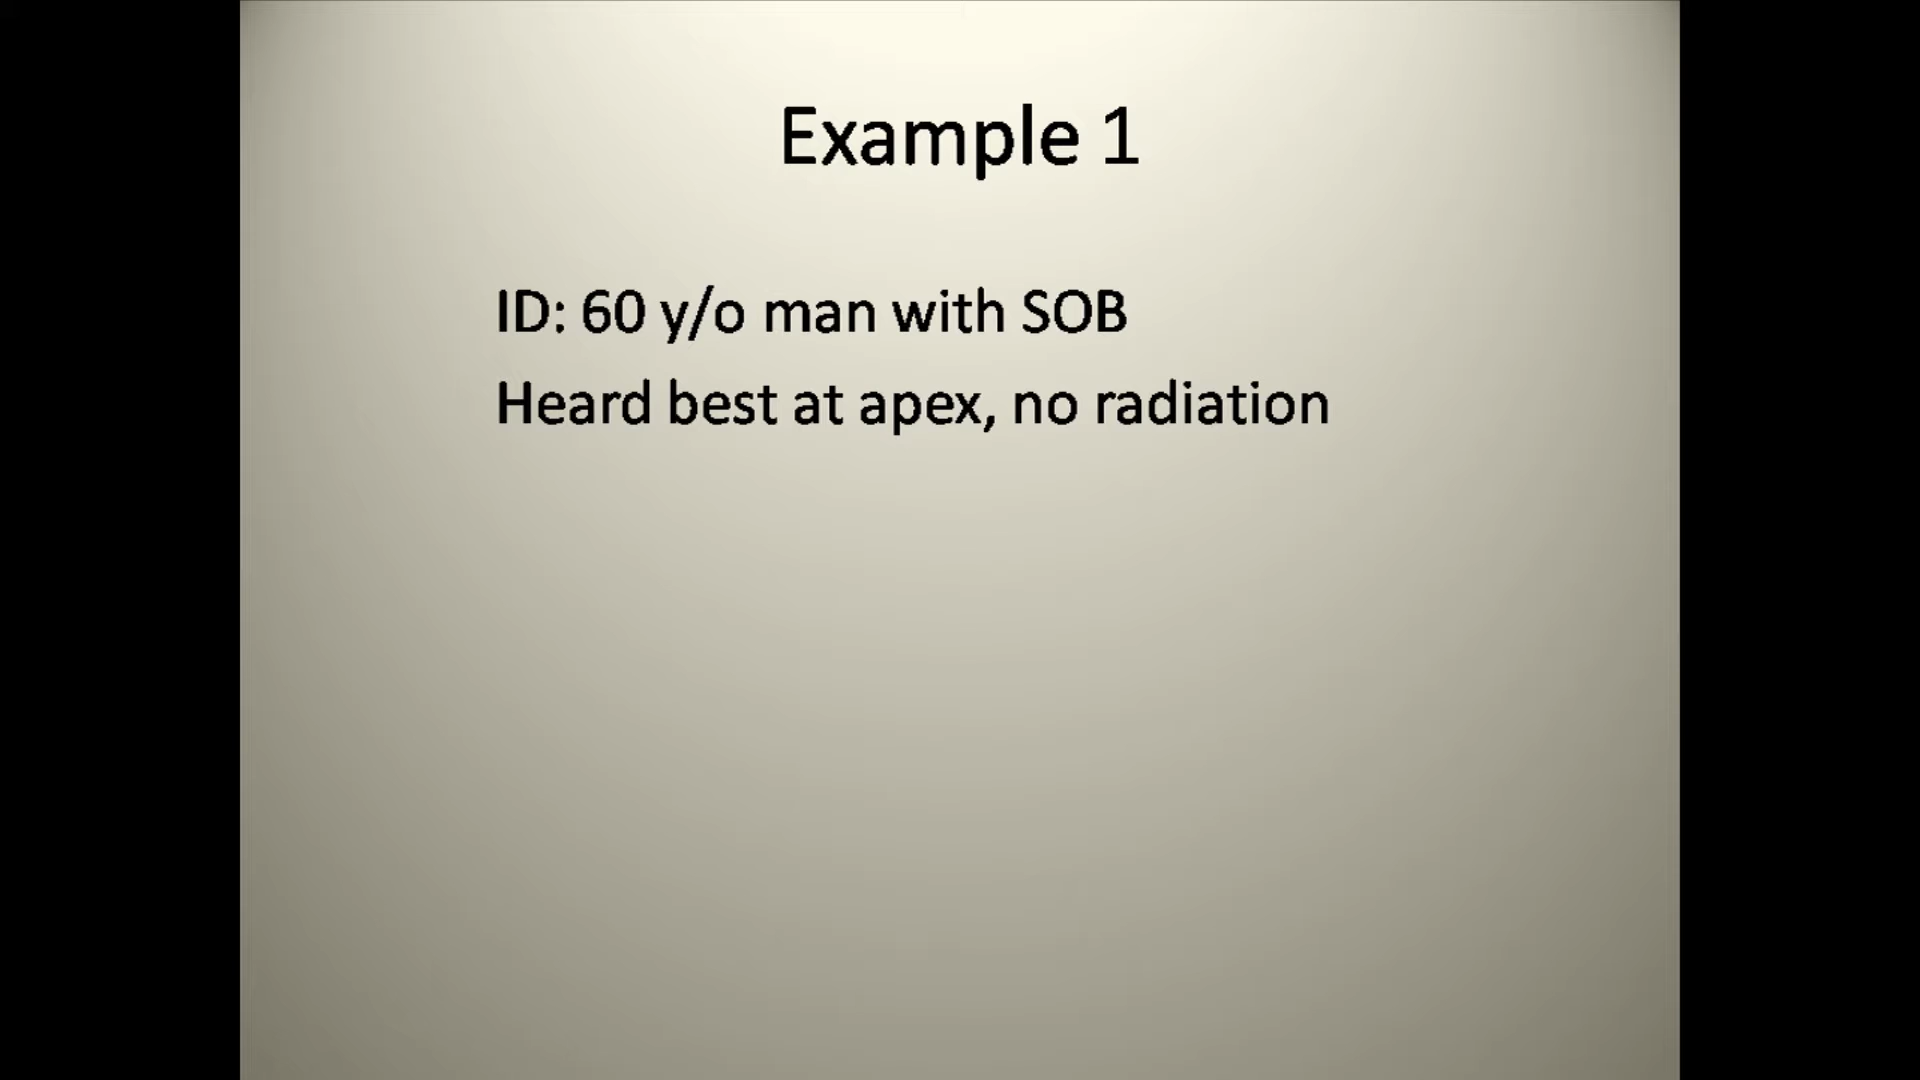 Example 1
ID: 60 y/o man with SOB
Heard best at apex, no radiation